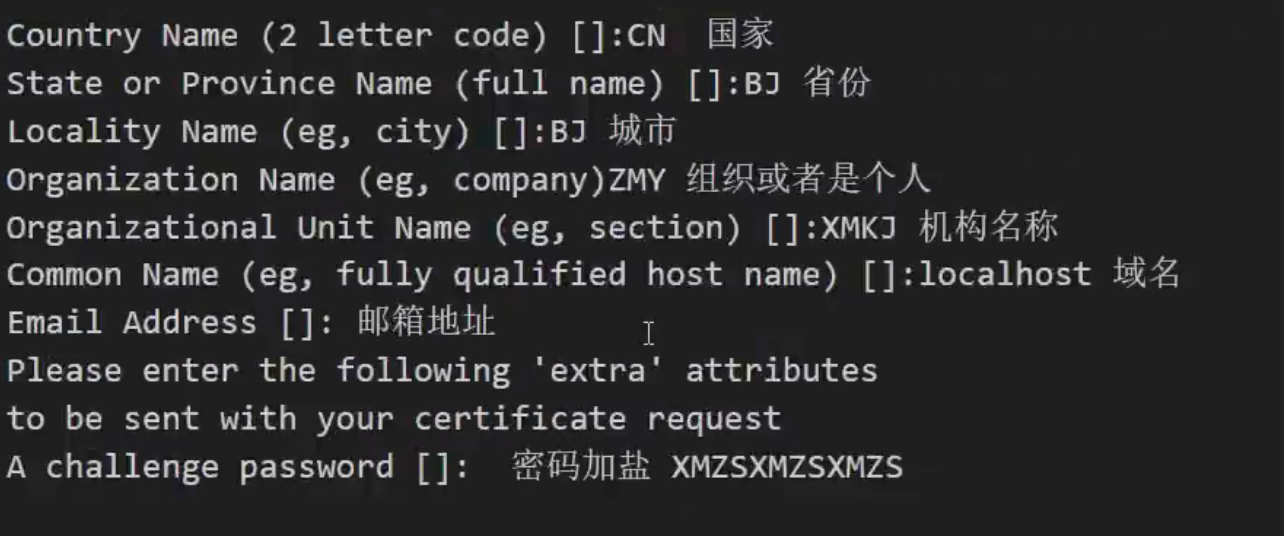 Country Name (2 letter code) []:CN  国家
State or Province Name (full name) []:BJ 省份
Locality Name (eg, city) []:BJ 城市
Organization Name (eg, company)ZMY 组织或者是个人
Organizational Unit Name (eg, section) []:XMKJ 机构名称
Common Name (eg, fully qualified host name) []:localhost 域名
Email Address []: 邮箱地址
Please enter the following 'extra' attributes
to be sent with your certificate request
A challenge password []:  密码加盐 XMZSXMZSXMZS